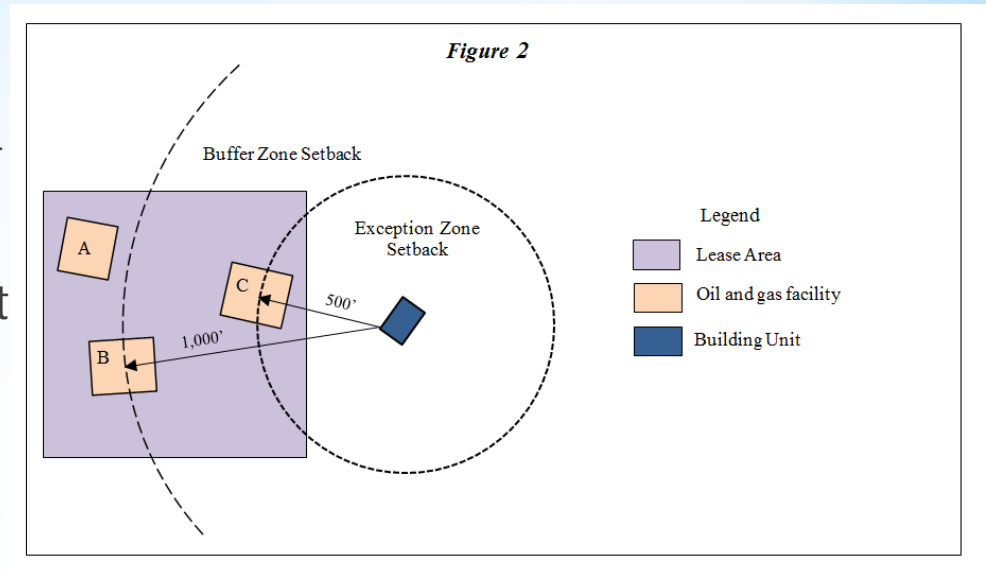 Figure 2
Buffer Zone Setback
Exception Zone
Setback
A
C
500’
1,000’
B
Legend
Lease Area
Oil and gas facility
Building Unit
t